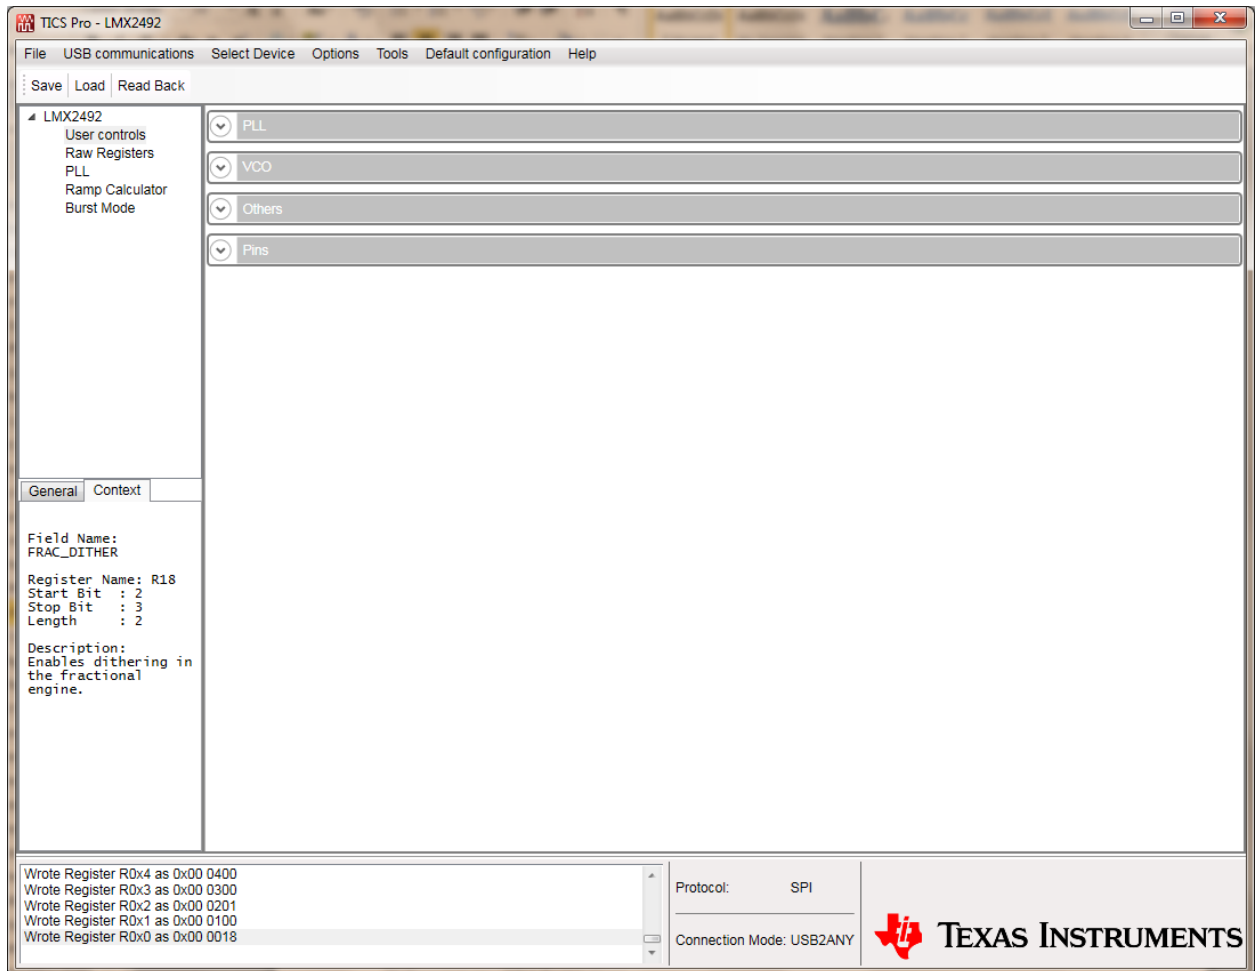 TICS Pro - LMX2492
File USB communications Select Device Options Tools Default configuration Help
Save Load Read Back
LMX2492
User controls
Raw Registers
PLL
Ramp Calculator
Burst Mode
PLL
VCO
Others
Pins
General Context
Field Name:
FRAC_DITHER
Register Name: R18
Start Bit : 2
Stop Bit : 3
Length : 2
Description:
Enables dithering in
the fractional
engine.
Wrote Register R0x4 as 0x00 0400
Wrote Register R0x3 as 0x00 0300
Wrote Register R0x2 as 0x00 0201
Wrote Register R0x1 as 0x00 0100
Wrote Register R0x0 as 0x00 0018
Protocol: SPI
Connection Mode: USB2ANY
TEXAS INSTRUMENTS